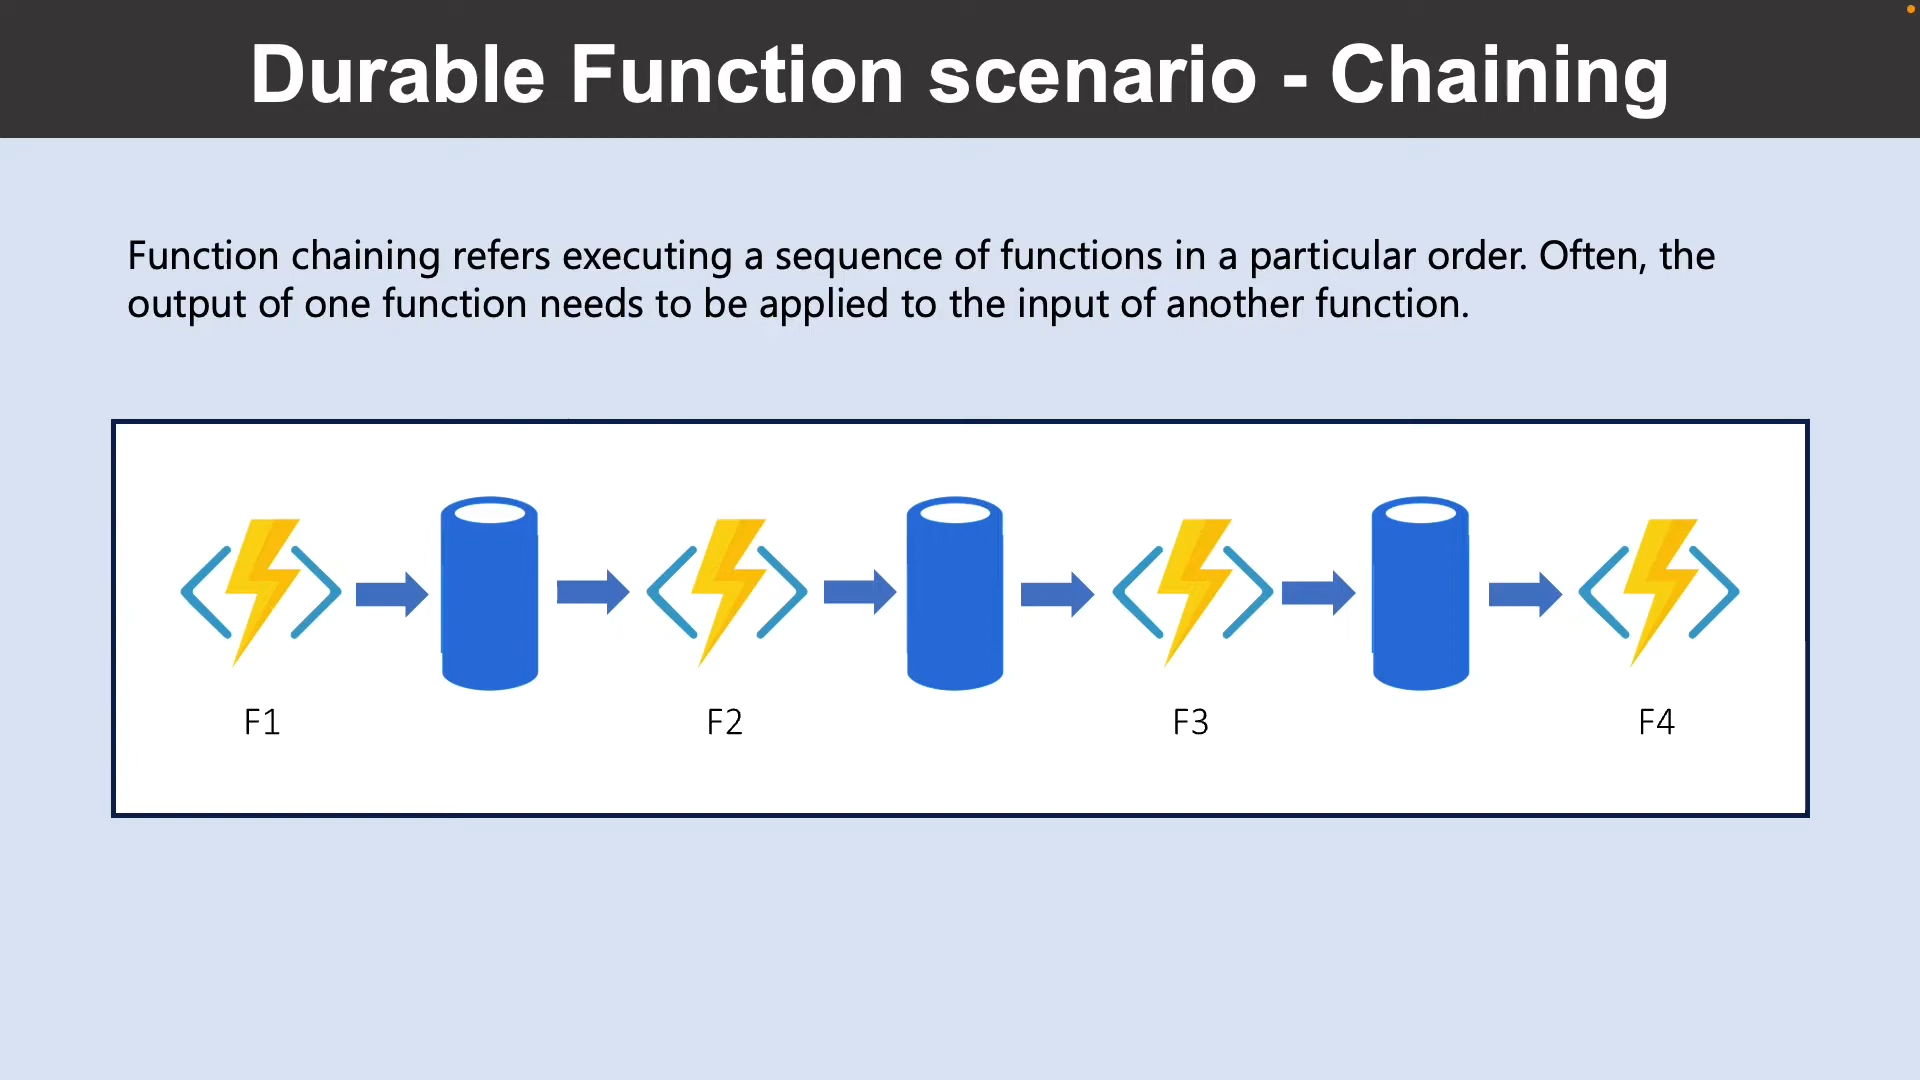 Durable Function scenario - Chaining
Function chaining refers executing a sequence of functions in a particular order. Often, the
output of one function needs to be applied to the input of another function.
F1 F2 F3 F4